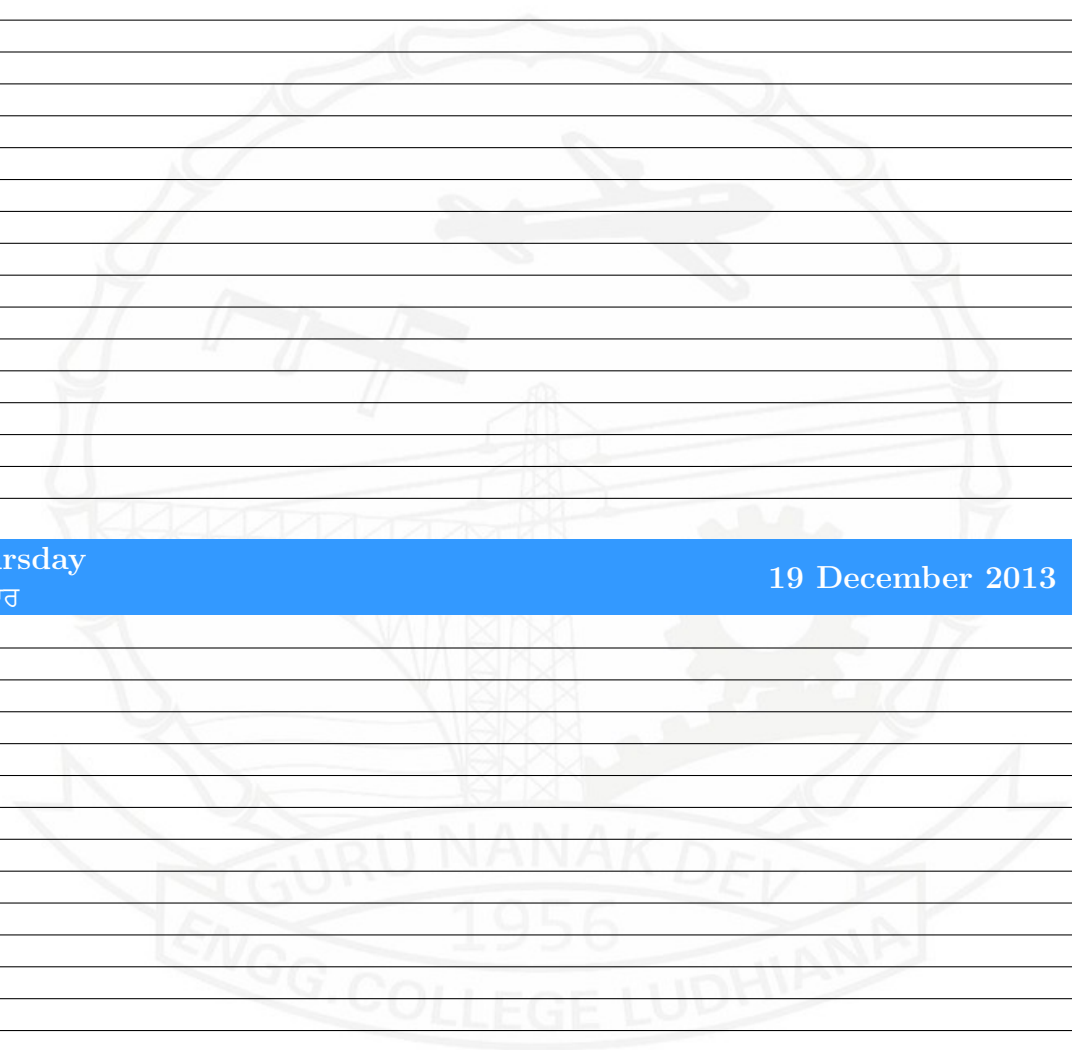 rsday
ਾਰ
19 December 2013
GURU NANAK DEV
1956
ENGG. COLLEGE LUDHIANA